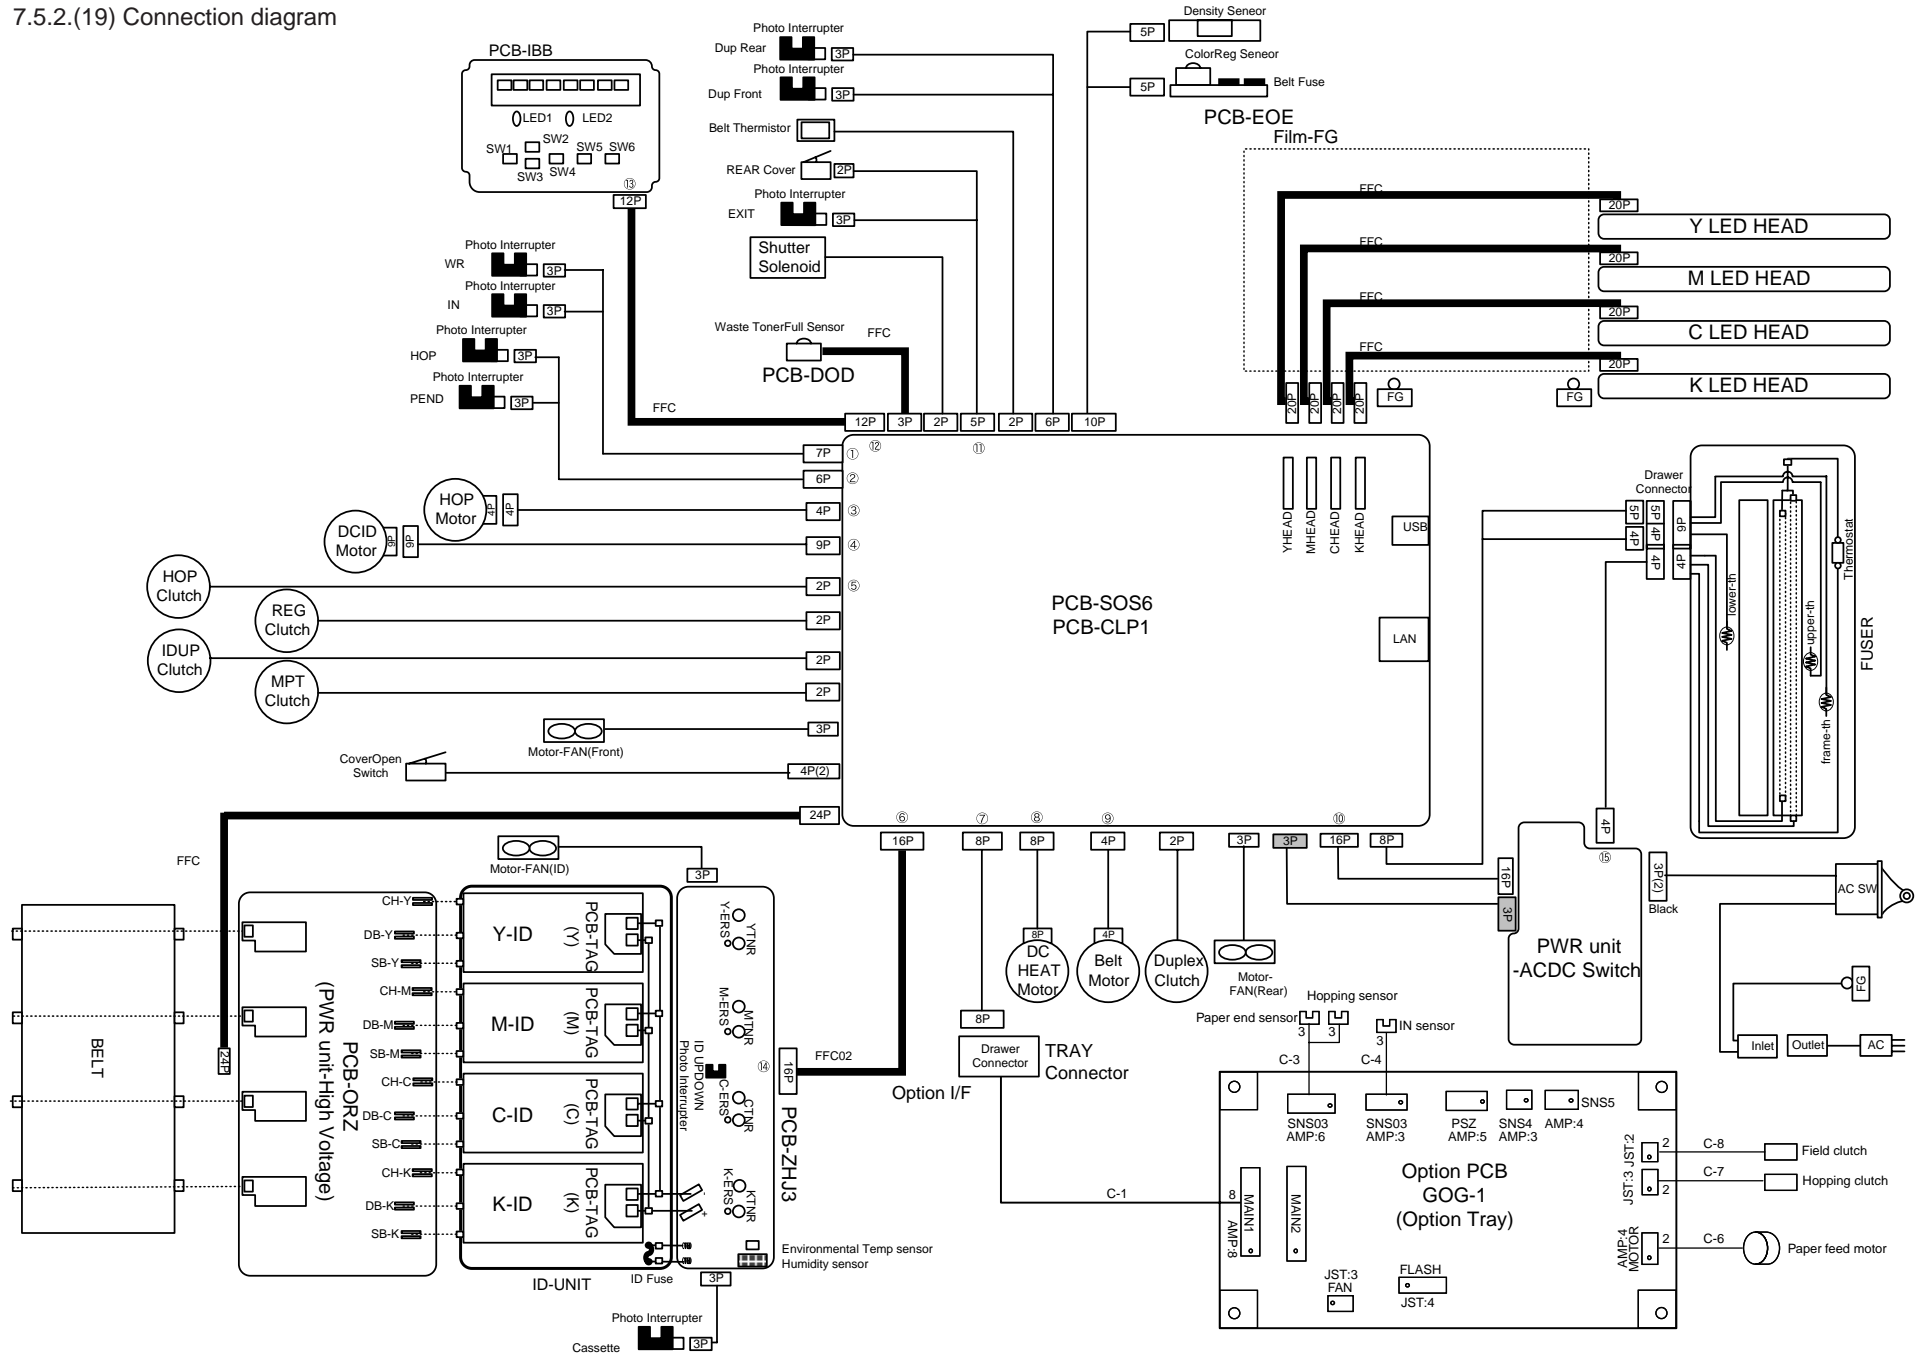 7.5.2.(19) Connection diagram
PCB-IBB
LED1
LED2
SW1
SW2
SW3
SW4
SW5
SW6
⑬
12P
Photo Interrupter
Dup Rear
3P
Photo Interrupter
Dup Front
3P
Belt Thermistor
REAR Cover
2P
Photo Interrupter
EXIT
3P
Shutter
Solenoid
Waste TonerFull Sensor
FFC
PCB-DOD
Density Seneor
5P
ColorReg Seneor
5P
Belt Fuse
PCB-EOE
Film-FG
FFC
20P
Y LED HEAD
FFC
20P
M LED HEAD
FFC
20P
C LED HEAD
FFC
20P
K LED HEAD
20P
20P
20P
20P
FG
FG
Photo Interrupter
WR
3P
Photo Interrupter
IN
3P
Photo Interrupter
HOP
3P
Photo Interrupter
PEND
3P
FFC
12P
3P
2P
5P
2P
6P
10P
⑫
⑪
7P
①
6P
②
HOP
Motor
4P
4P
4P
③
DCID
Motor
9P
9P
9P
④
HOP
Clutch
2P
⑤
REG
Clutch
2P
IDUP
Clutch
2P
MPT
Clutch
2P
Motor-FAN(Front)
3P
CoverOpen
Switch
4P(2)
24P
FFC
YHEAD
MHEAD
CHEAD
KHEAD
USB
LAN
PCB-SOS6
PCB-CLP1
Drawer
Connector
5P
5P
9P
4P
4P
4P
4P
lower-th
upper-th
frame-th
Thermostat
FUSER
⑥
⑦
⑧
⑨
⑩
16P
8P
8P
4P
2P
3P
3P
16P
8P
4P
⑮
16P
3P
3P(2)
Black
PWR unit
-ACDC Switch
AC SW
FG
Inlet
Outlet
AC
8P
DC
HEAT
Motor
4P
Belt
Motor
Duplex
Clutch
Motor-
FAN(Rear)
8P
Drawer
Connector
TRAY
Connector
Option I/F
Motor-FAN(ID)
3P
BELT
24P
PCB-ORZ
(PWR unit-High Voltage)
CH-Y
DB-Y
SB-Y
CH-M
DB-M
SB-M
CH-C
DB-C
SB-C
CH-K
DB-K
SB-K
Y-ID
PCB-TAG
(Y)
M-ID
PCB-TAG
(M)
C-ID
PCB-TAG
(C)
K-ID
PCB-TAG
(K)
ID-UNIT
ID Fuse
Y-ERS
YTNR
M-ERS
MTNR
ID UPDOWN
Photo Interrupter
C-ERS
CTNR
K-ERS
KTNR
-
+
⑭
16P
FFC02
PCB-ZHJ3
Environmental Temp sensor
Humidity sensor
3P
Photo Interrupter
Cassette
3P
Hopping sensor
Paper end sensor
3
3
IN sensor
3
C-3
C-4
SNS03
AMP:6
SNS03
AMP:3
PSZ
AMP:5
SNS4
AMP:3
AMP:4
SNS5
JST:2
2
C-8
Field clutch
JST:3
2
C-7
Hopping clutch
AMP:4
MOTOR
2
C-6
Paper feed motor
C-1
8
MAIN1
AMP:8
MAIN2
Option PCB
GOG-1
(Option Tray)
JST:3
FAN
FLASH
JST:4